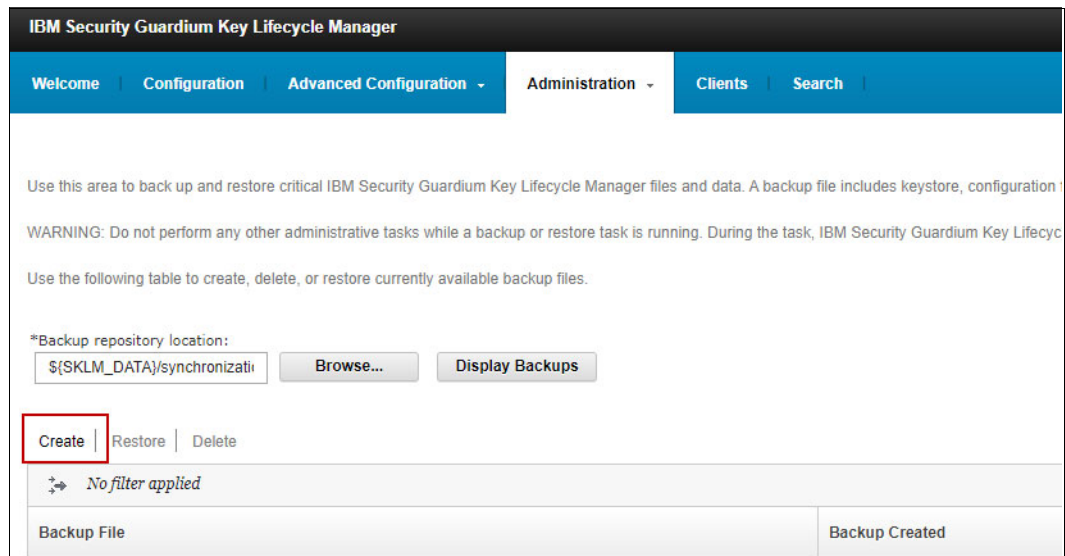 IBM Security Guardium Key Lifecycle Manager
Welcome Configuration Advanced Configuration Administration Clients Search
Use this area to back up and restore critical IBM Security Guardium Key Lifecycle Manager files and data. A backup file includes keystore, configuration
WARNING: Do not perform any other administrative tasks while a backup or restore task is running. During the task, IBM Security Guardium Key Lifecyc
Use the following table to create, delete, or restore currently available backup files.
*Backup repository location:
${SKLM_DATA}/synchronizati Browse... Display Backups
Create | Restore | Delete
No filter applied
Backup File Backup Created